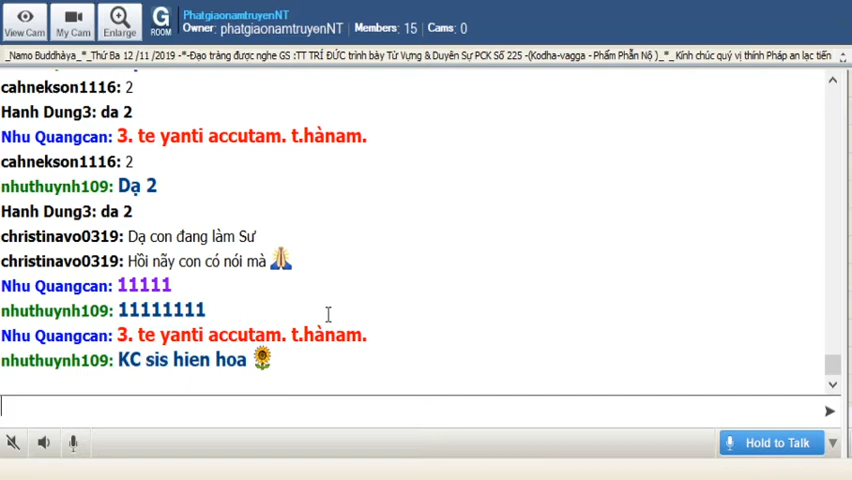 PhatgiaonamtruyenNT
Owner: phatgiaonamtruyenNT Members: 15 Cams: 0
View Cam My Cam Enlarge G ROOM
_Namo Buddhàya_*_Thứ Ba 12 /11 /2019 -*-Đạo tràng được nghe GS :TT TRÍ ĐỨC trình bày Từ Vựng & Duyên Sự PCK Số 225 -(Kodha-vagga - Phẩm Phẫn Nộ )_*_ Kính chúc quý vị thính Pháp an lạc tiến
cahnekson1116: 2
Hanh Dung3: da 2
Nhu Quangcan: 3. te yanti accutam. t.hànam.
cahnekson1116: 2
nhuthuynh109: Dạ 2
Hanh Dung3: da 2
christinavo0319: Dạ con đang làm Sư
christinavo0319: Hồi nãy con có nói mà 🙏
Nhu Quangcan: 11111
nhuthuynh109: 11111111
Nhu Quangcan: 3. te yanti accutam. t.hànam.
nhuthuynh109: KC sis hien hoa 🌻
Hold to Talk